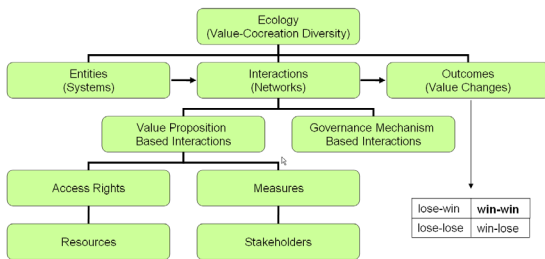 Ecology
(Value-Cocreation Diversity)
Entities
(Systems)
Interactions
(Networks)
Outcomes
(Value Changes)
Value Proposition
Based Interactions
Governance Mechanism
Based Interactions
Access Rights
Measures
Resources
Stakeholders
lose-win win-win
lose-lose win-lose